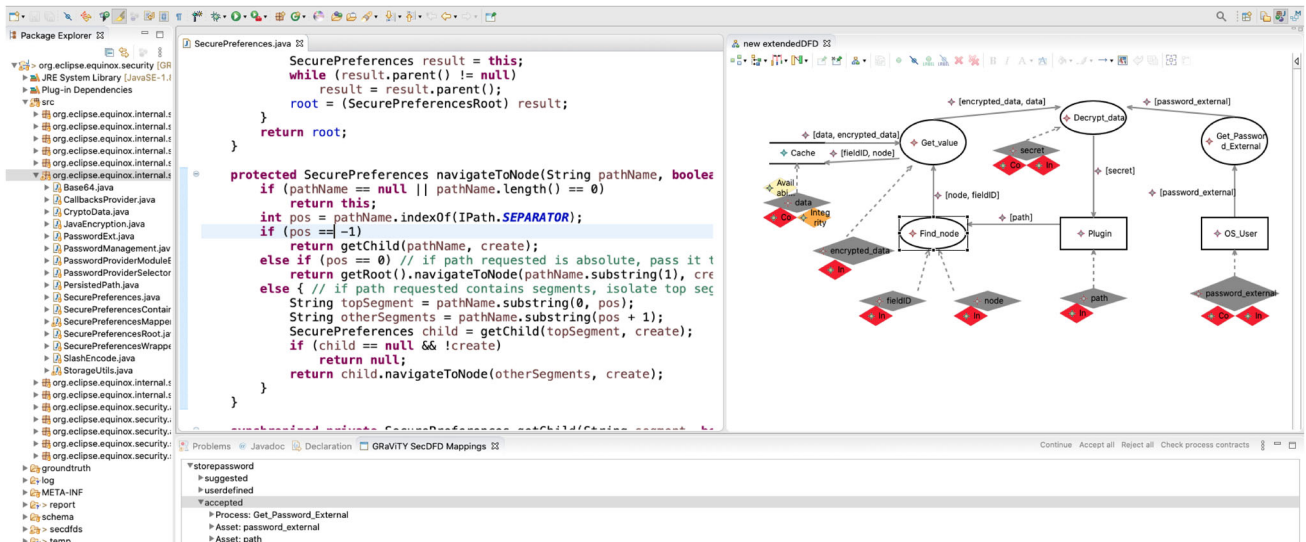 Package Explorer
org.eclipse.equinox.security [GR
JRE System Library [JavaSE-1.
Plug-in Dependencies
src
org.eclipse.equinox.internal.s
org.eclipse.equinox.internal.s
org.eclipse.equinox.internal.s
org.eclipse.equinox.internal.s
org.eclipse.equinox.internal.s
org.eclipse.equinox.internal.s
Base64.java
CallbacksProvider.java
CryptoData.java
JavaEncryption.java
PasswordExt.java
PasswordManagement.jav
PasswordProviderModuleE
PasswordProviderSelector
PersistedPath.java
SecurePreferences.java
SecurePreferencesContair
SecurePreferencesMappe
SecurePreferencesRoot.ja
SecurePreferencesWrappe
SlashEncode.java
StorageUtils.java
org.eclipse.equinox.internal.s
org.eclipse.equinox.internal.s
org.eclipse.equinox.security.
org.eclipse.equinox.security.
org.eclipse.equinox.security.
org.eclipse.equinox.security.
org.eclipse.equinox.security.
groundtruth
log
META-INF
> report
schema
> secdfds
> temp
SecurePreferences.java
SecurePreferences result = this;
while (result.parent() != null)
result = result.parent();
root = (SecurePreferencesRoot) result;
}
return root;
}
protected SecurePreferences navigateToNode(String pathName, boolea
if (pathName == null || pathName.length() == 0)
return this;
int pos = pathName.indexOf(IPath.SEPARATOR);
if (pos == -1)
return getChild(pathName, create);
else if (pos == 0) // if path requested is absolute, pass it t
return getRoot().navigateToNode(pathName.substring(1), cre
else { // if path requested contains segments, isolate top seg
String topSegment = pathName.substring(0, pos);
String otherSegments = pathName.substring(pos + 1);
SecurePreferences child = getChild(topSegment, create);
if (child == null && !create)
return null;
return child.navigateToNode(otherSegments, create);
}
}
new extendedDFD
[encrypted_data, data]
[password_external]
Decrypt_data
[data, encrypted_data]
Get_value
Get_Passwor
d_External
Cache
[fieldID, node]
secret
Co
In
[secret]
Avail
abi..
data
Co
Integ
rity
[node, fieldID]
[password_external]
[path]
Find_node
Plugin
OS_User
encrypted_data
In
fieldID
In
node
In
path
In
password_external
Co
In
Problems
Javadoc
Declaration
GRaViTY SecDFD Mappings
Continue
Accept all
Reject all
Check process contracts
storepassword
suggested
userdefined
accepted
Process: Get_Password_External
Asset: password_external
Asset: path